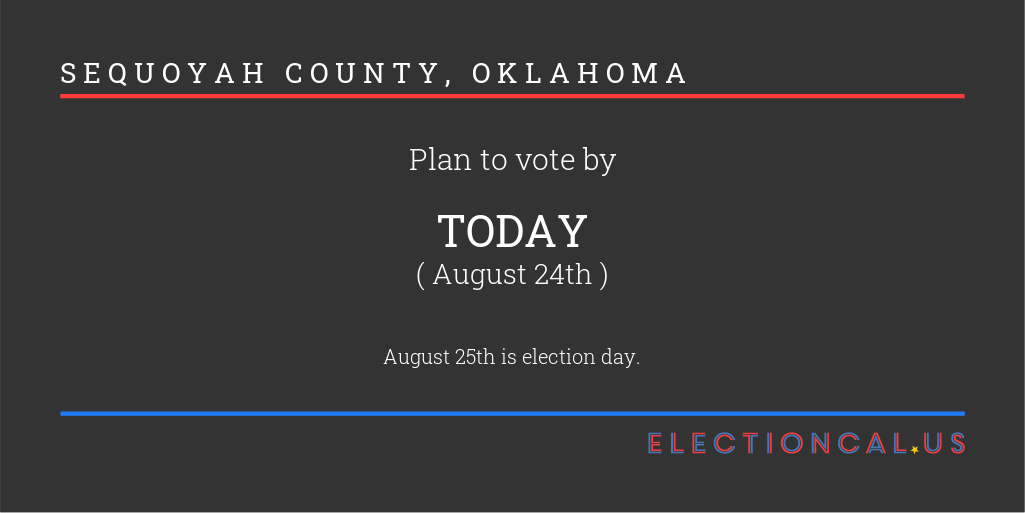 SEQUOYAH COUNTY, OKLAHOMA
Plan to vote by
TODAY
( August 24th )
August 25th is election day.
ELECTIONCAL.US